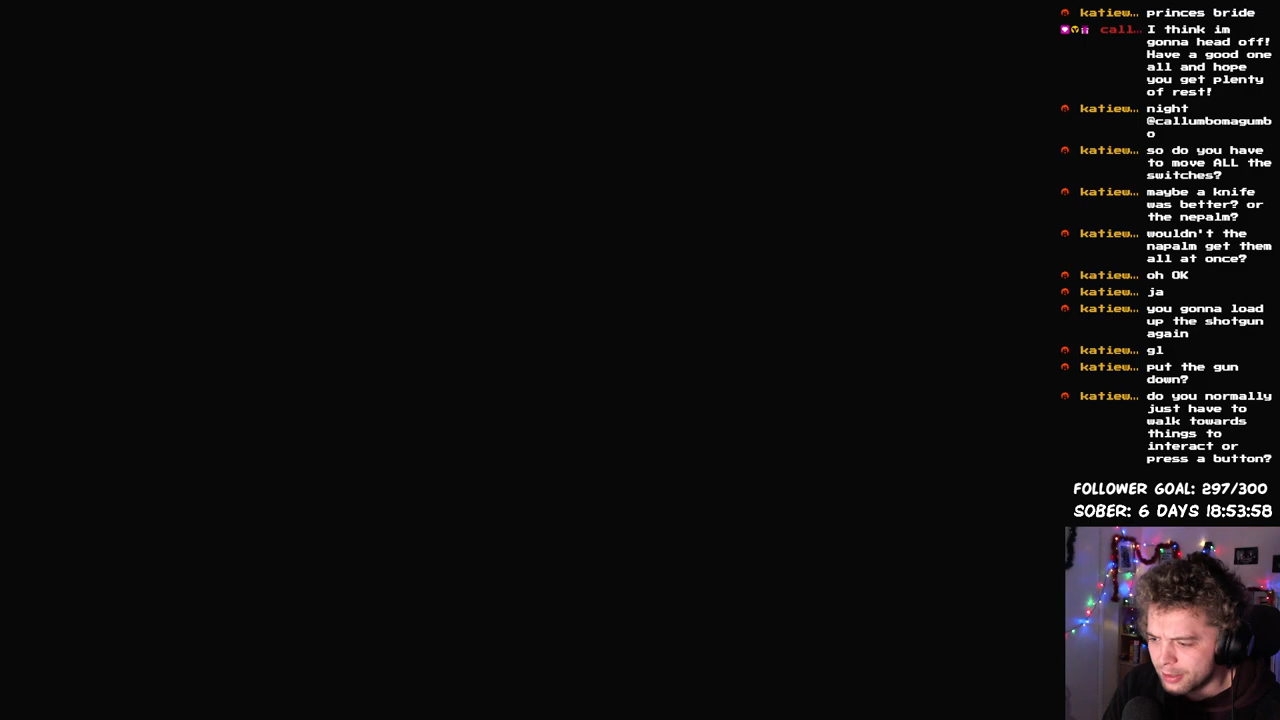 katiew… princes bride
call… I think im
gonna head off!
Have a good one
all and hope
you get plenty
of rest!
katiew… night
@callumbomagumb
o
katiew… so do you have
to move ALL the
switches?
katiew… maybe a knife
was better? or
the nepalm?
katiew… wouldn't the
napalm get them
all at once?
katiew… oh OK
katiew… ja
katiew… you gonna load
up the shotgun
again
katiew… gl
katiew… put the gun
down?
katiew… do you normally
just have to
walk towards
things to
interact or
press a button?
FOLLOWER GOAL: 297/300
SOBER: 6 DAYS 18:53:58